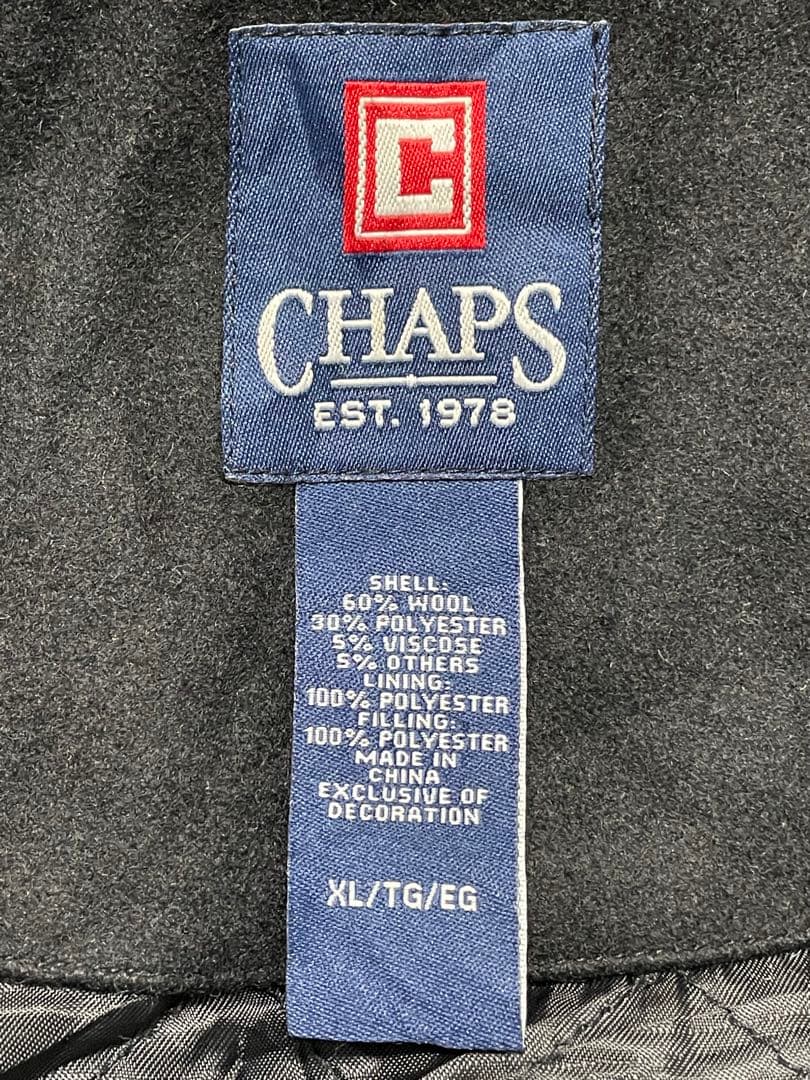 C
CHAPS
EST. 1978
SHELL:
60% WOOL
30% POLYESTER
5% VISCOSE
5% OTHERS
LINING:
100% POLYESTER
FILLING:
100% POLYESTER
MADE IN
CHINA
EXCLUSIVE OF
DECORATION
XL/TG/EG